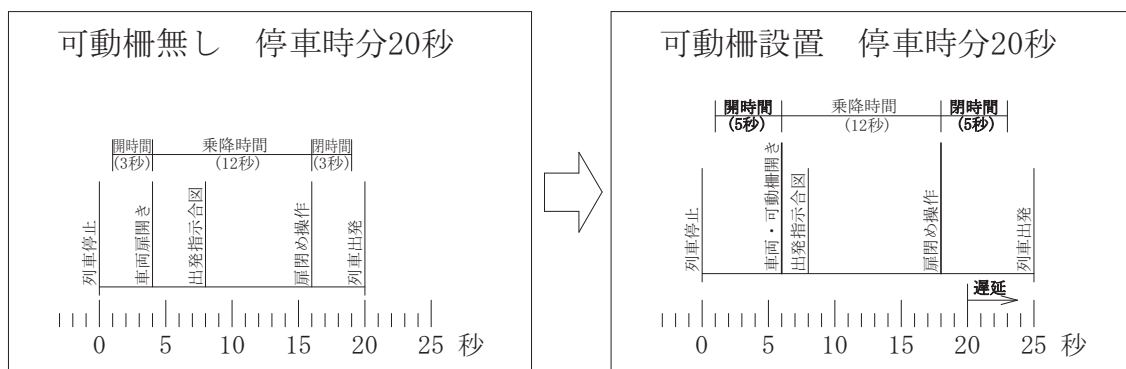 可動柵無し　停車時分20秒
開時間
(3秒)
乗降時間
(12秒)
閉時間
(3秒)
列車停止
車両扉開き
出発指示合図
扉閉め操作
列車出発
0 5 10 15 20 25 秒
可動柵設置　停車時分20秒
開時間
(5秒)
乗降時間
(12秒)
閉時間
(5秒)
列車停止
車両・可動柵開き
出発指示合図
扉閉め操作
列車出発
遅延
0 5 10 15 20 25 秒